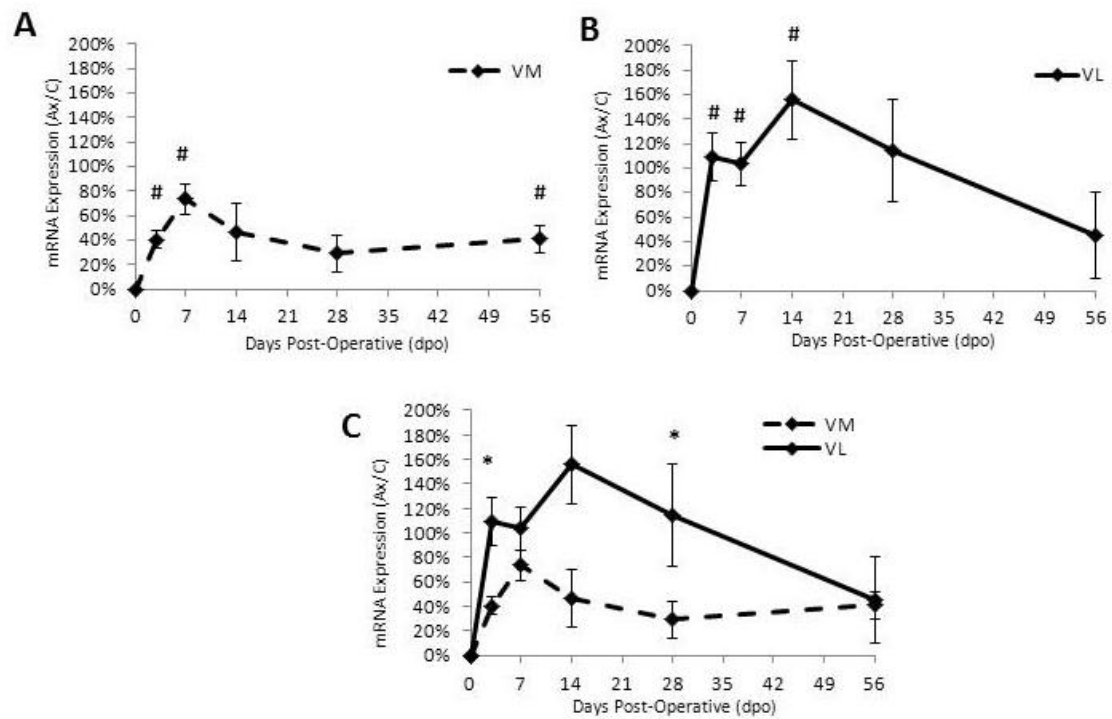 A
200%
180%
160%
140%
120%
100%
80%
60%
40%
20%
0%
mRNA Expression (Ax/C)
VM
#
#
#
0 7 14 21 28 35 42 49 56
Days Post-Operative (dpo)
B
200%
180%
160%
140%
120%
100%
80%
60%
40%
20%
0%
mRNA Expression (Ax/C)
VL
#
#
#
0 7 14 21 28 35 42 49 56
Days Post-Operative (dpo)
C
200%
180%
160%
140%
120%
100%
80%
60%
40%
20%
0%
mRNA Expression (Ax/C)
VM
VL
*
*
0 7 14 21 28 35 42 49 56
Days Post-Operative (dpo)